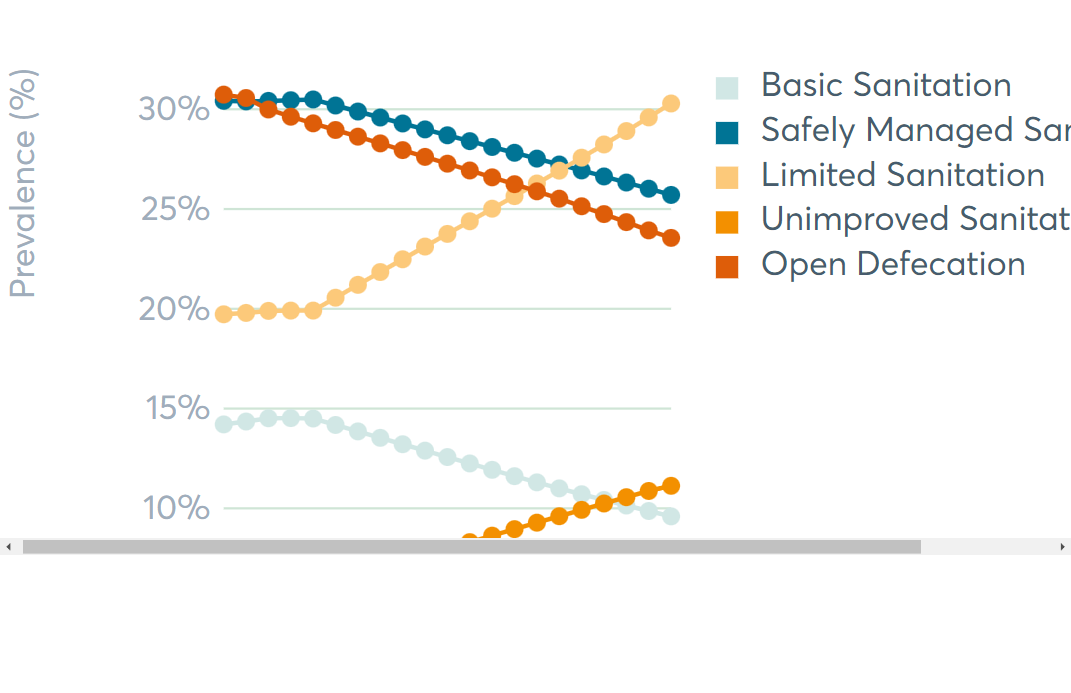 Prevalence (%)
30%
25%
20%
15%
10%
Basic Sanitation
Safely Managed
Limited Sanitation
Unimproved
Open Defecation